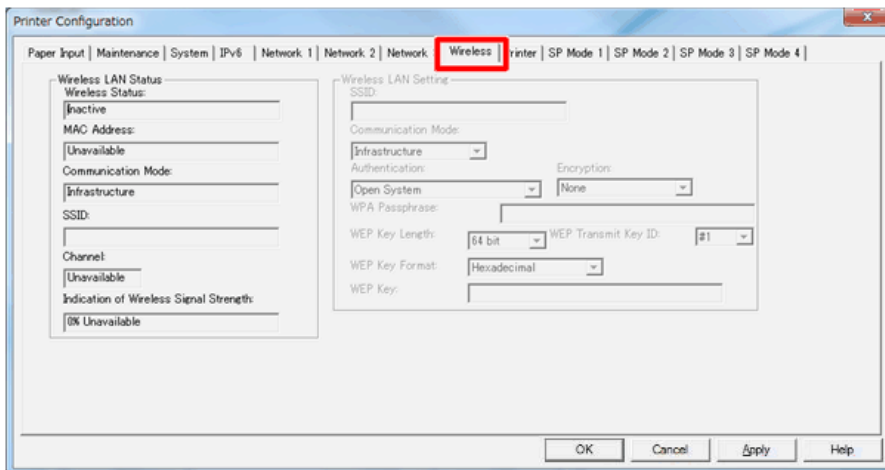 Printer Configuration
x
Paper Input | Maintenance | System | IPv6 | Network 1 | Network 2 | Network | Wireless | rinter | SP Mode 1 | SP Mode 2 | SP Mode 3 | SP Mode 4
Wireless LAN Status
Wireless Status:
Inactive
MAC Address:
Unavailable
Communication Mode:
Infrastructure
SSID:
Channel:
Unavailable
Indication of Wireless Signal Strength:
0% Unavailable
Wireless LAN Setting
SSID:
Communication Mode:
Infrastructure
Authentication: Encryption:
Open System None
WPA Passphrase:
WEP Key Length: 64 bit WEP Transmit Key ID: #1
WEP Key Format: Hexadecimal
WEP Key:
OK Cancel Apply Help